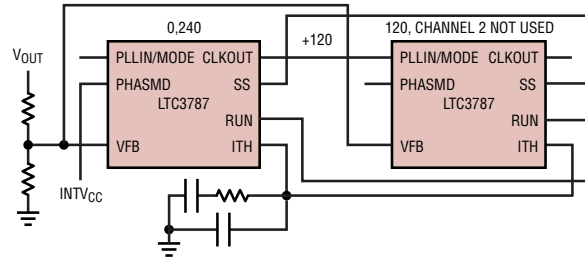 0,240
120, CHANNEL 2 NOT USED
+120
VOUT
PLLIN/MODE CLKOUT
PHASMD SS
LTC3787
RUN
VFB ITH
INTVCC
PLLIN/MODE CLKOUT
PHASMD SS
LTC3787
RUN
VFB ITH